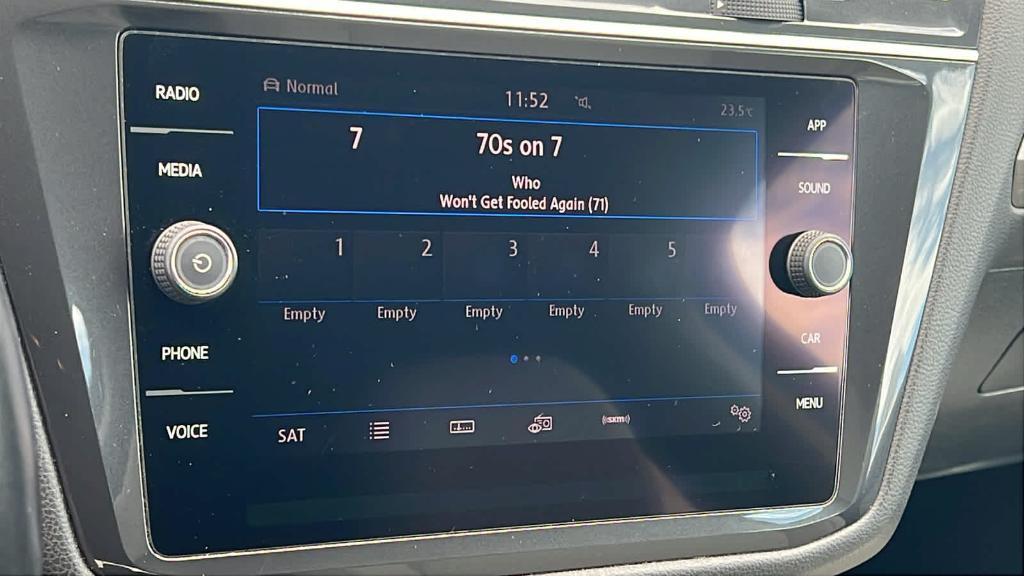 RADIO
MEDIA
PHONE
VOICE
Normal
11:52
23.5°C
7 70s on 7
Who
Won't Get Fooled Again (71)
1 2 3 4 5
Empty Empty Empty Empty Empty Empty
SAT
((SXM))
APP
SOUND
CAR
MENU